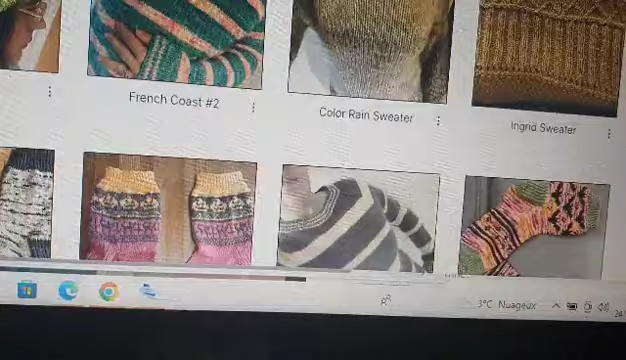 French Coast #2
Color Rain Sweater
Ingrid Sweater
3°C Nuageux